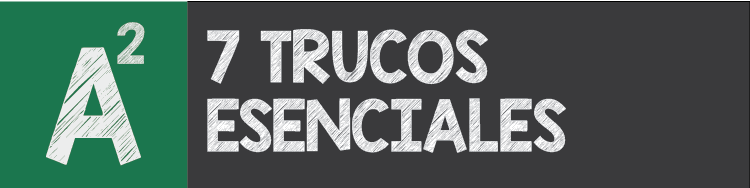 A²
7 TRUCOS
ESENCIALES